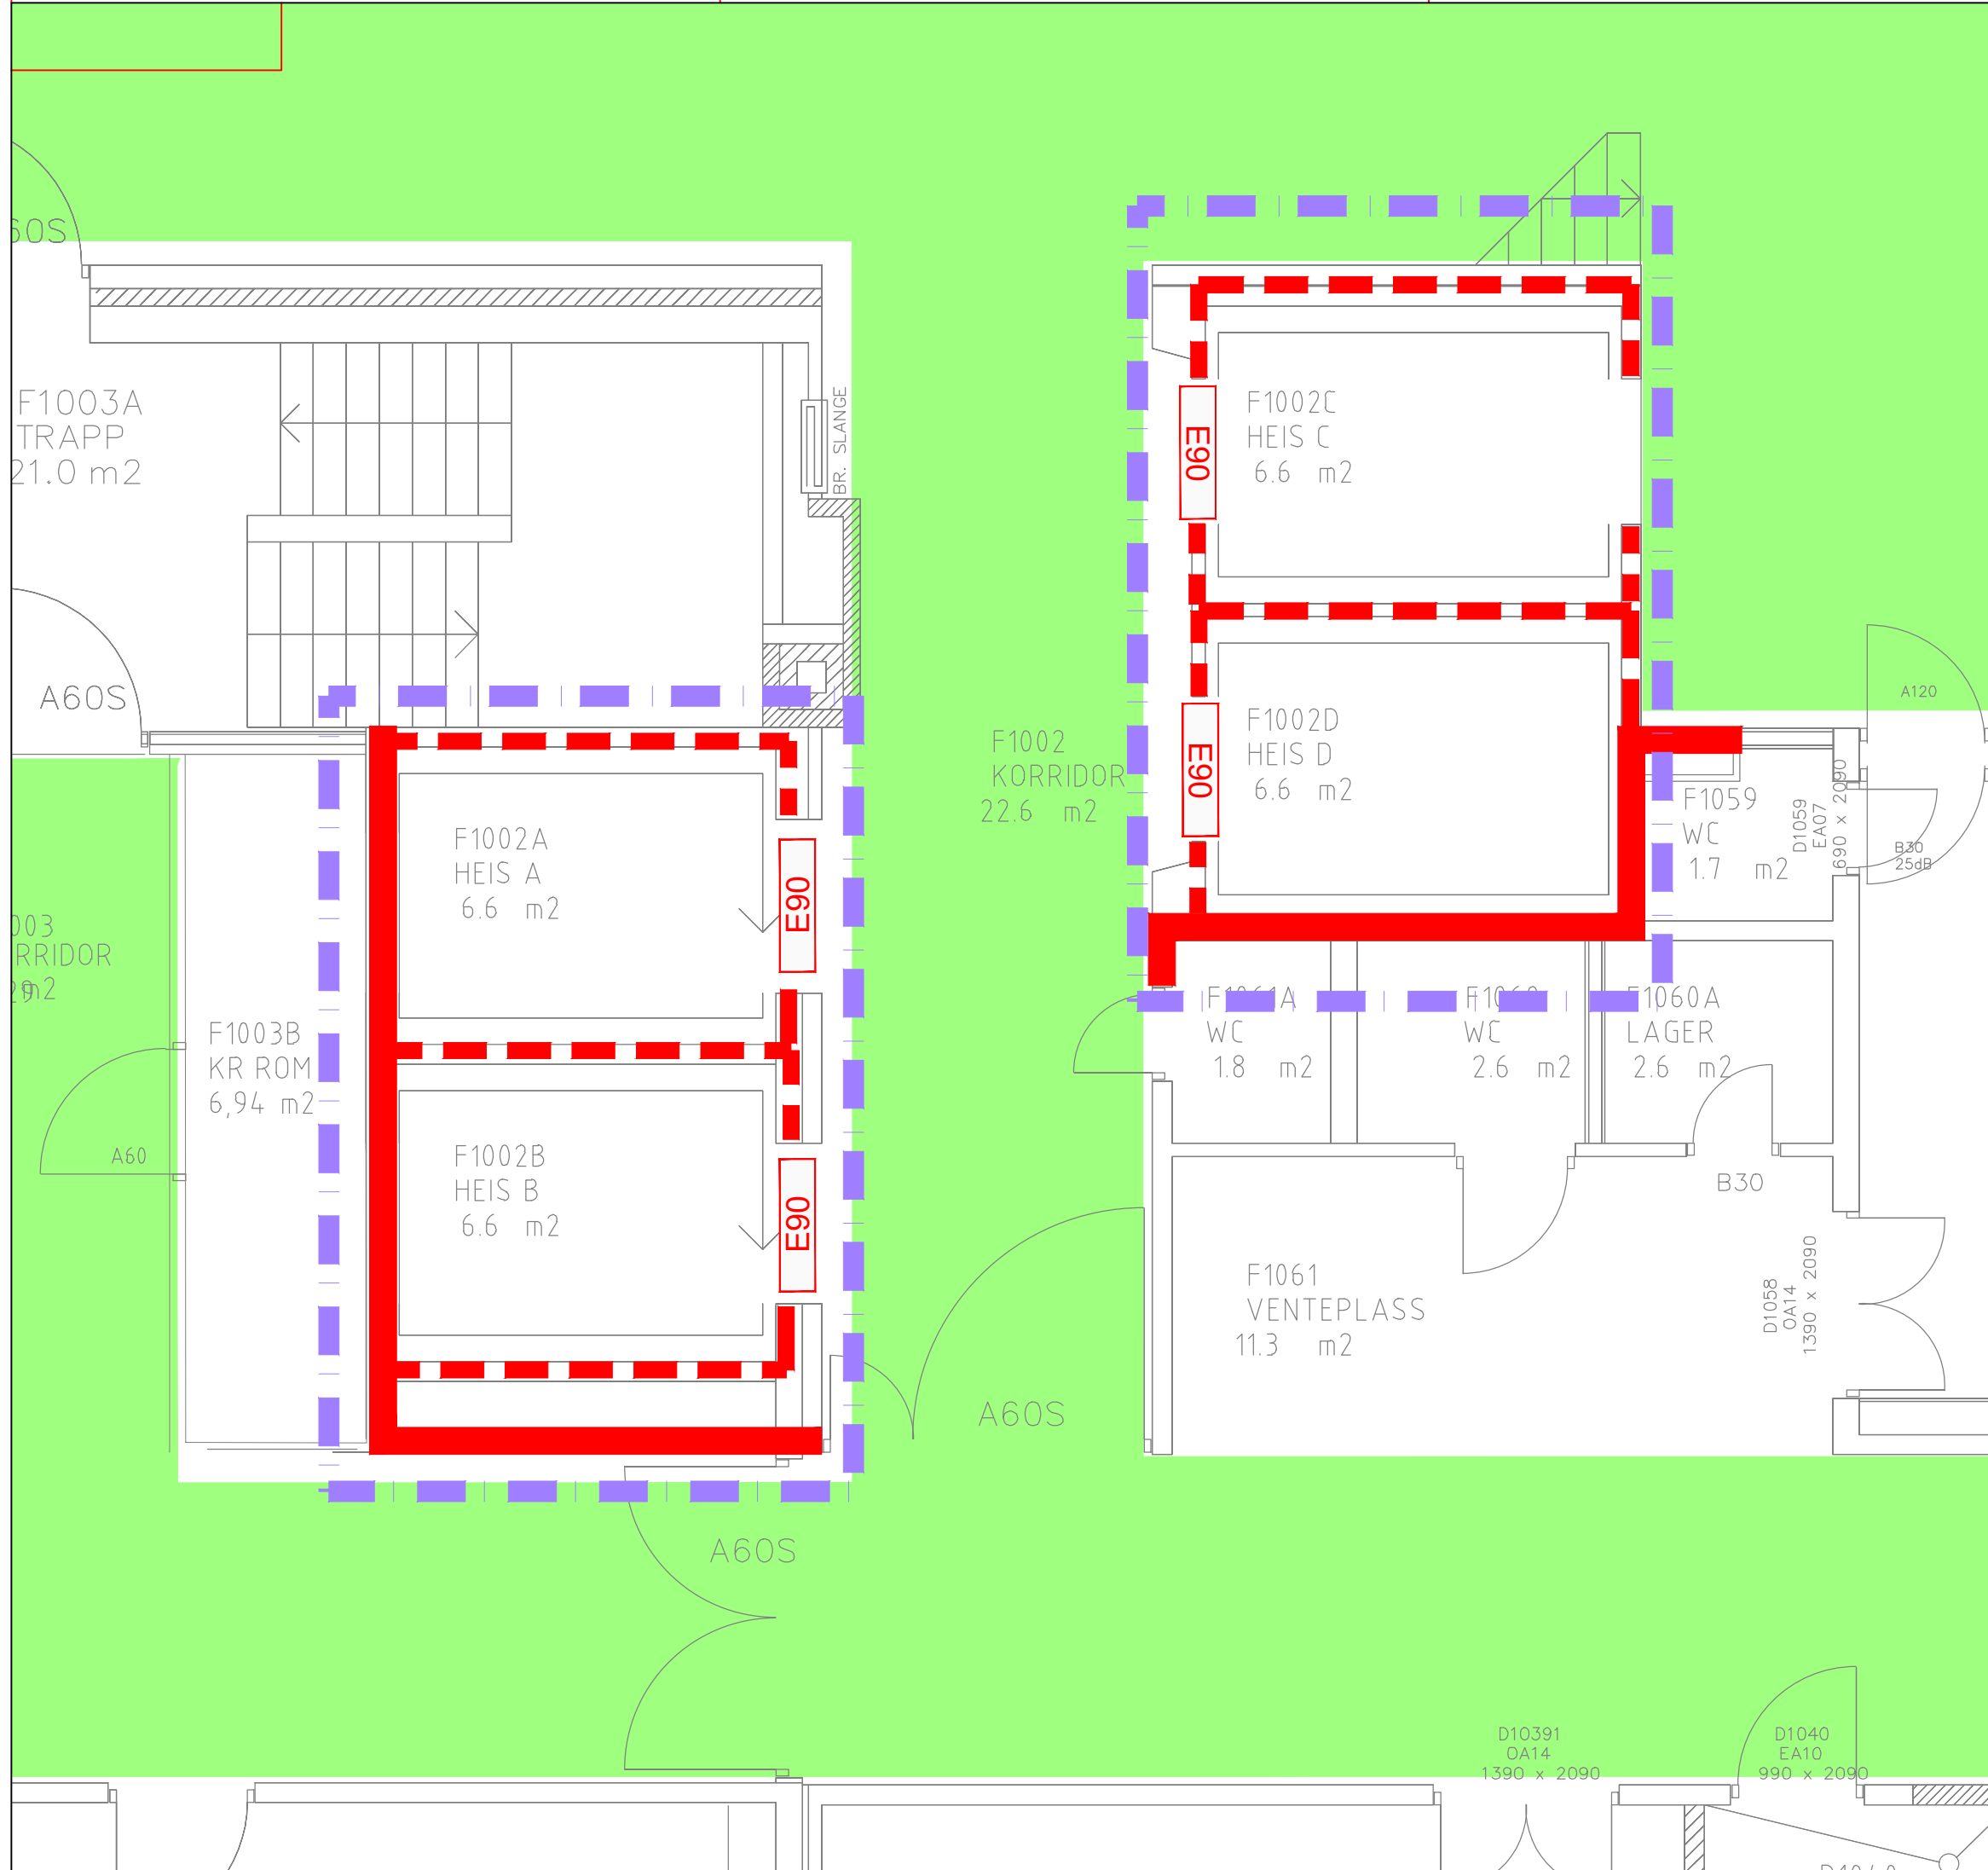 60S
F1003A
TRAPP
21.0 m2
BR. SLANGE
A60S
F1002C
HEIS C
6.6 m2
E90
F1002D
HEIS D
6.6 m2
E90
F1002
KORRIDOR
22.6 m2
A120
F1059
WC
1.7 m2
D1059
EA07
690 x 2090
B30
25dB
F1002A
HEIS A
6.6 m2
E90
003
RRIDOR
m2
F1003B
KR ROM
6,94 m2
A60
F1061A
WC
1.8 m2
WC
2.6 m2
F1060A
LAGER
2.6 m2
F1002B
HEIS B
6.6 m2
E90
B30
F1061
VENTEPLASS
11.3 m2
D1058
OA14
1390 x 2090
A60S
A60S
D10391
OA14
1390 x 2090
D1040
EA10
990 x 2090